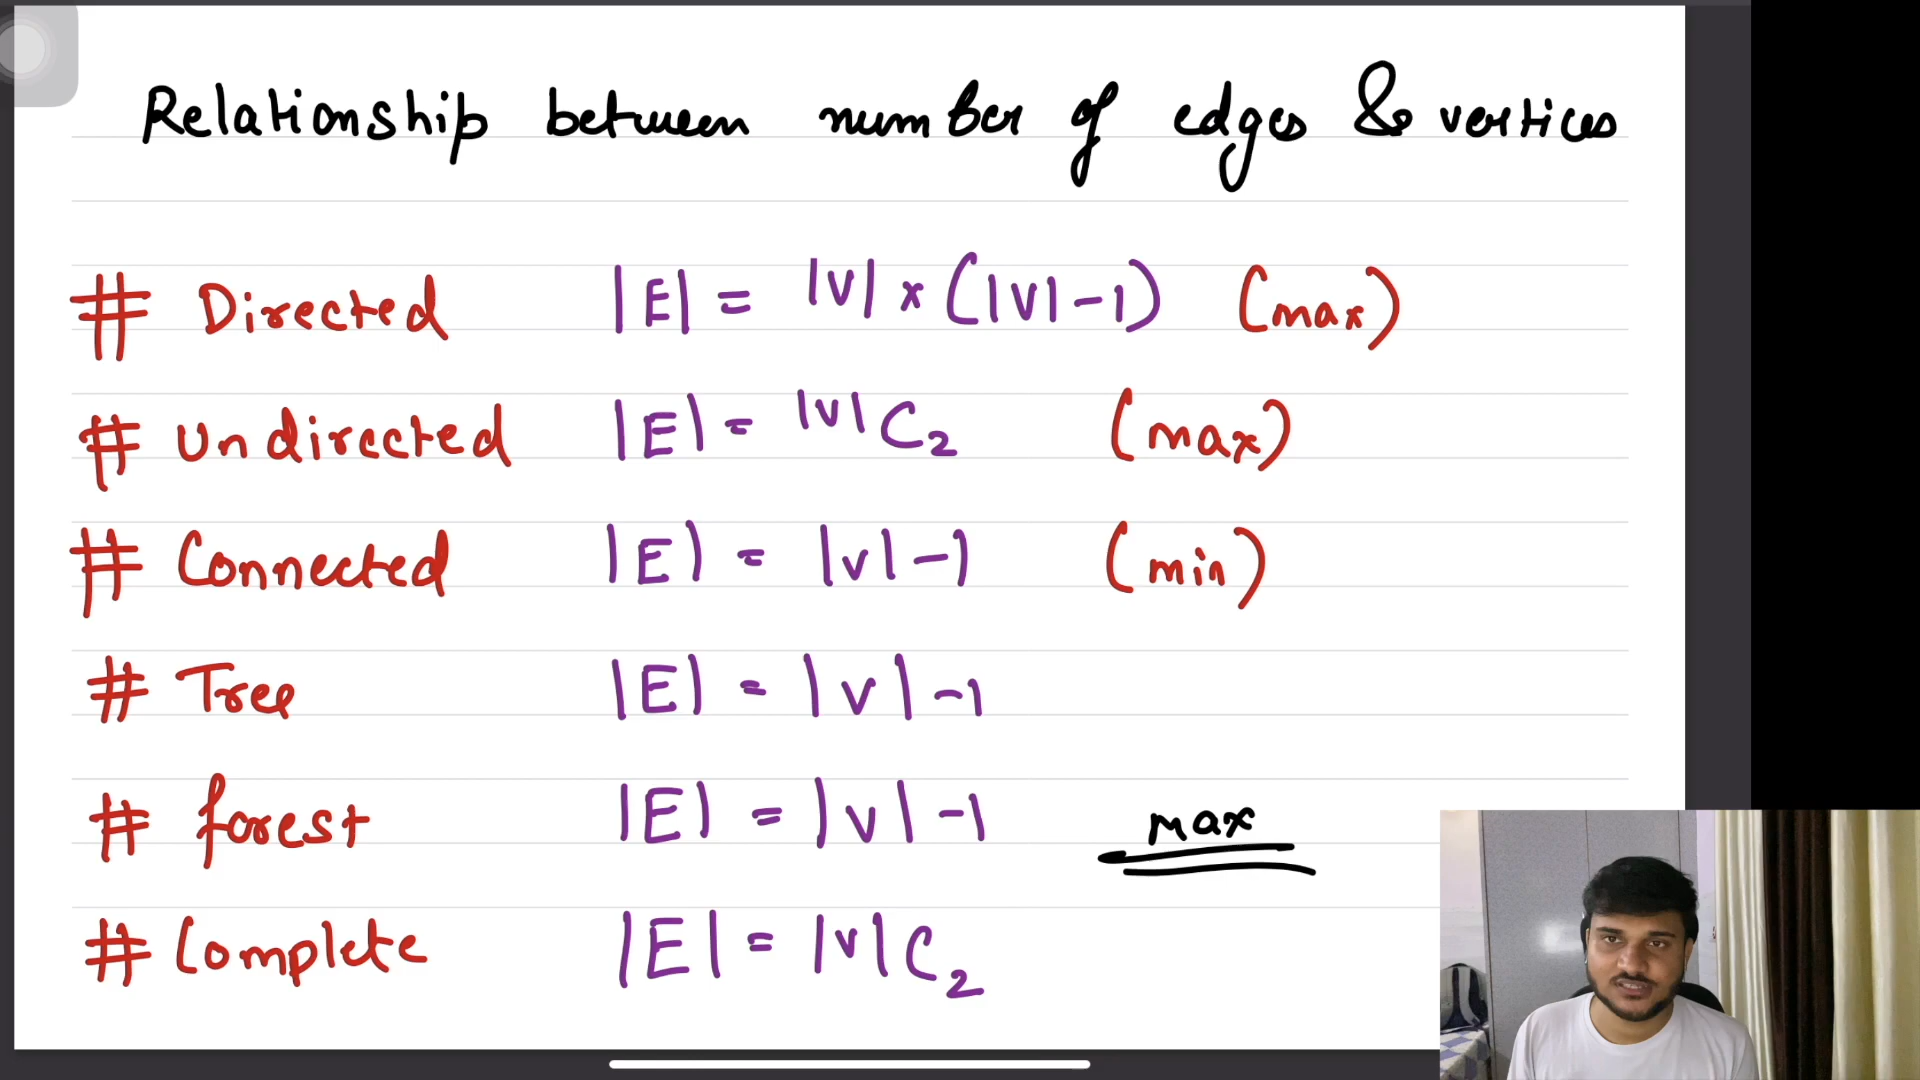 Relationship between number of edges & vertices
# Directed |E| = |V| x (|V|-1) (max)
# Undirected |E| = |V|C2 (max)
# Connected |E| = |V|-1 (min)
# Tree |E| = |V|-1
# forest |E| = |V|-1 max
# Complete |E| = |V|C2